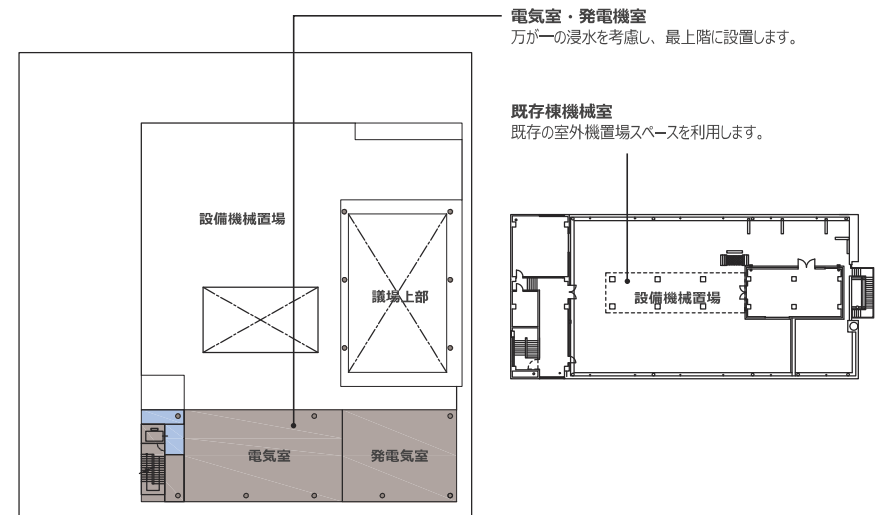 電気室・発電機室
万が一の浸水を考慮し、最上階に設置します。
既存棟機械室
既存の室外機置場スペースを利用します。
設備機械置場
議場上部
設備機械置場
電気室
発電気室